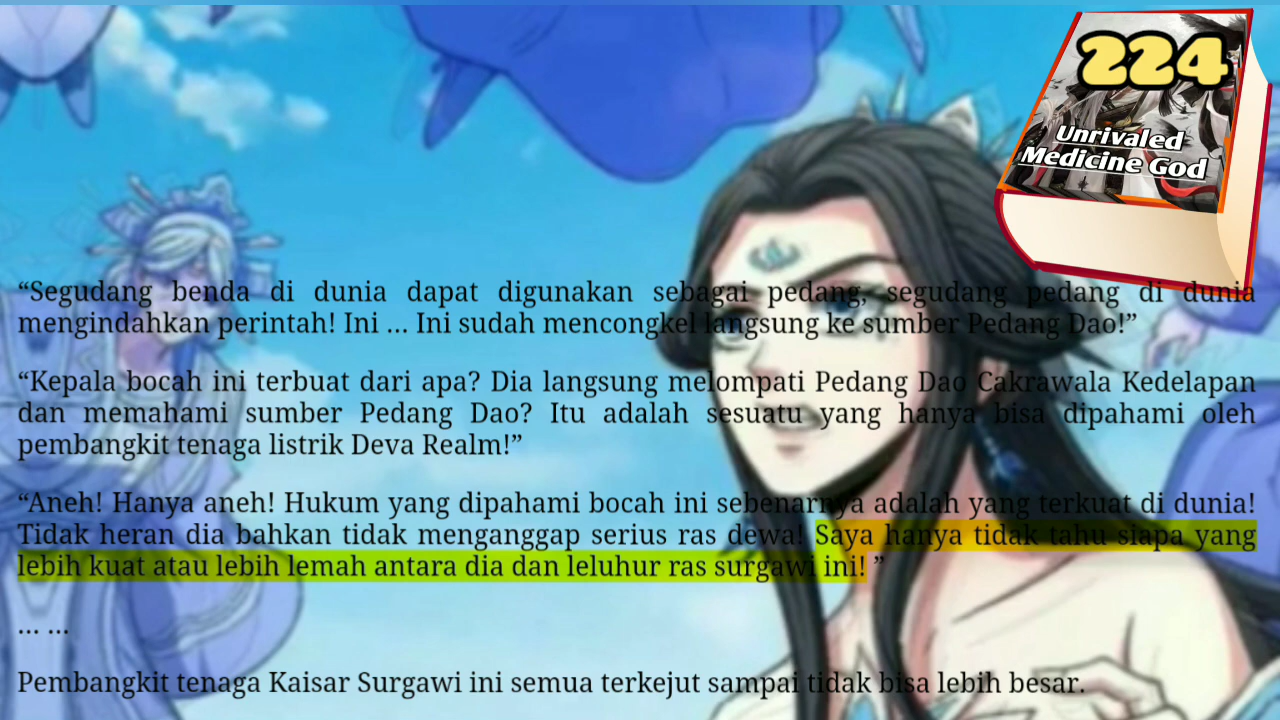 224
Unrivaled
Medicine God
“Segudang benda di dunia dapat digunakan sebagai pedang, segudang pedang di dunia
mengindahkan perintah! Ini ... Ini sudah mencongkel langsung ke sumber Pedang Dao!”
“Kepala bocah ini terbuat dari apa? Dia langsung melompati Pedang Dao Cakrawala Kedelapan
dan memahami sumber Pedang Dao? Itu adalah sesuatu yang hanya bisa dipahami oleh
pembangkit tenaga listrik Deva Realm!”
“Aneh! Hanya aneh! Hukum yang dipahami bocah ini sebenarnya adalah yang terkuat di dunia!
Tidak heran dia bahkan tidak menganggap serius ras dewa! Saya hanya tidak tahu siapa yang
lebih kuat atau lebih lemah antara dia dan leluhur ras surgawi ini! ”
... ...
Pembangkit tenaga Kaisar Surgawi ini semua terkejut sampai tidak bisa lebih besar.